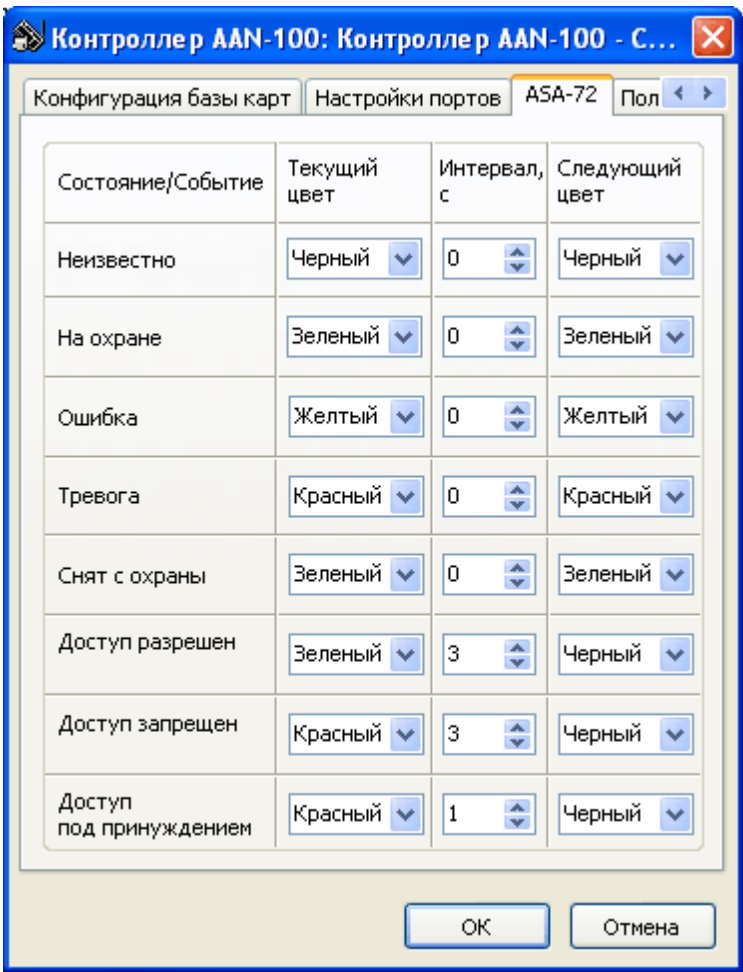 Контроллер AAN-100: Контроллер AAN-100 - С...
Конфигурация базы карт Настройки портов ASA-72 Пол
Состояние/Событие Текущий цвет Интервал, с Следующий цвет
Неизвестно Черный 0 Черный
На охране Зеленый 0 Зеленый
Ошибка Желтый 0 Желтый
Тревога Красный 0 Красный
Снят с охраны Зеленый 0 Зеленый
Доступ разрешен Зеленый 3 Черный
Доступ запрещен Красный 3 Черный
Доступ
под принуждением Красный 1 Черный
ОК Отмена